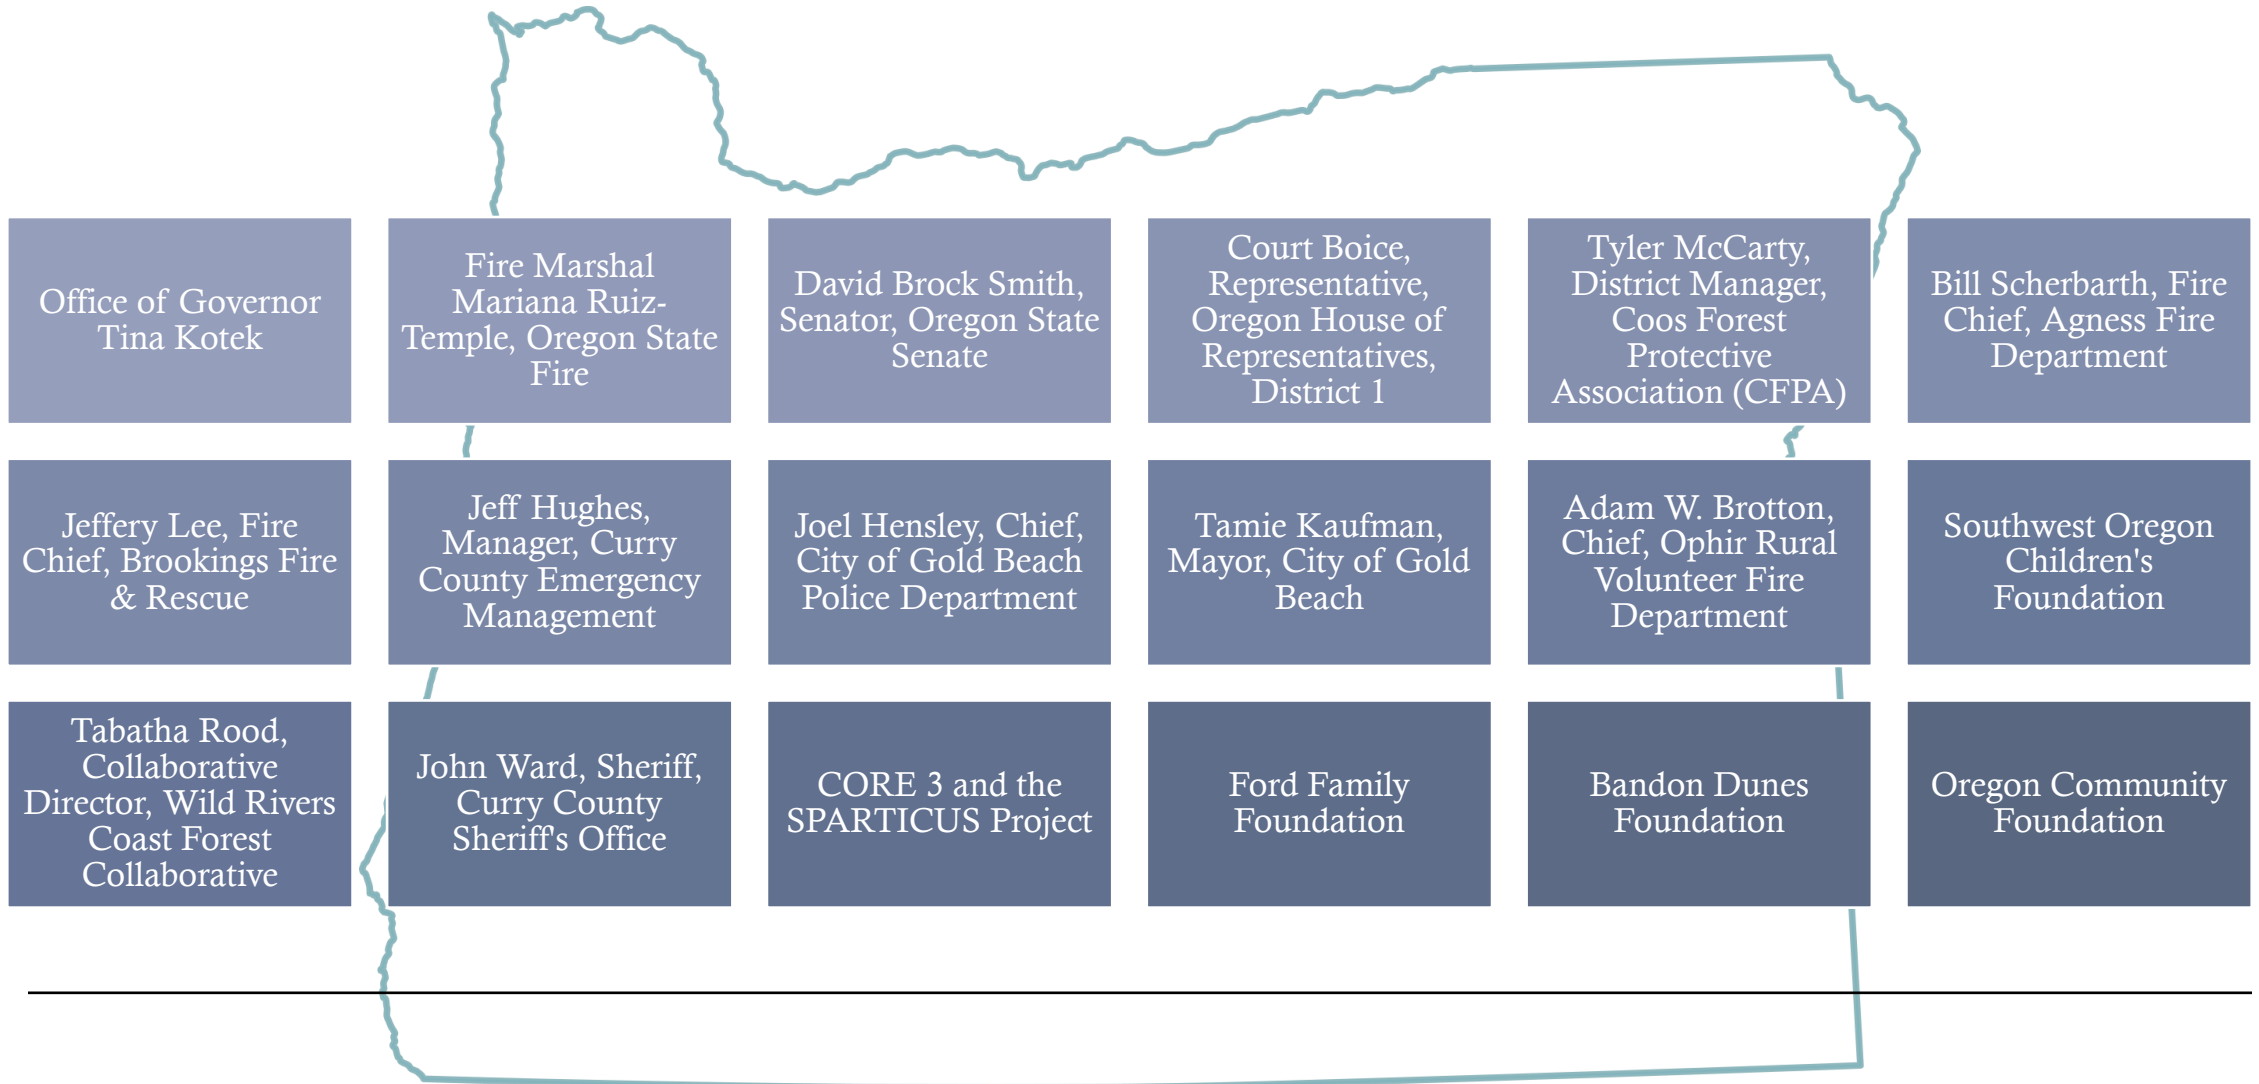 Office of Governor
Tina Kotek
Fire Marshal
Mariana Ruiz-
Temple, Oregon State
Fire
David Brock Smith,
Senator, Oregon State
Senate
Court Boice,
Representative,
Oregon House of
Representatives,
District 1
Tyler McCarty,
District Manager,
Coos Forest
Protective
Association (CFPA)
Bill Scherbarth, Fire
Chief, Agness Fire
Department
Jeffery Lee, Fire
Chief, Brookings Fire
& Rescue
Jeff Hughes,
Manager, Curry
County Emergency
Management
Joel Hensley, Chief,
City of Gold Beach
Police Department
Tamie Kaufman,
Mayor, City of Gold
Beach
Adam W. Brotton,
Chief, Ophir Rural
Volunteer Fire
Department
Southwest Oregon
Children's
Foundation
Tabatha Rood,
Collaborative
Director, Wild Rivers
Coast Forest
Collaborative
John Ward, Sheriff,
Curry County
Sheriff's Office
CORE 3 and the
SPARTICUS Project
Ford Family
Foundation
Bandon Dunes
Foundation
Oregon Community
Foundation